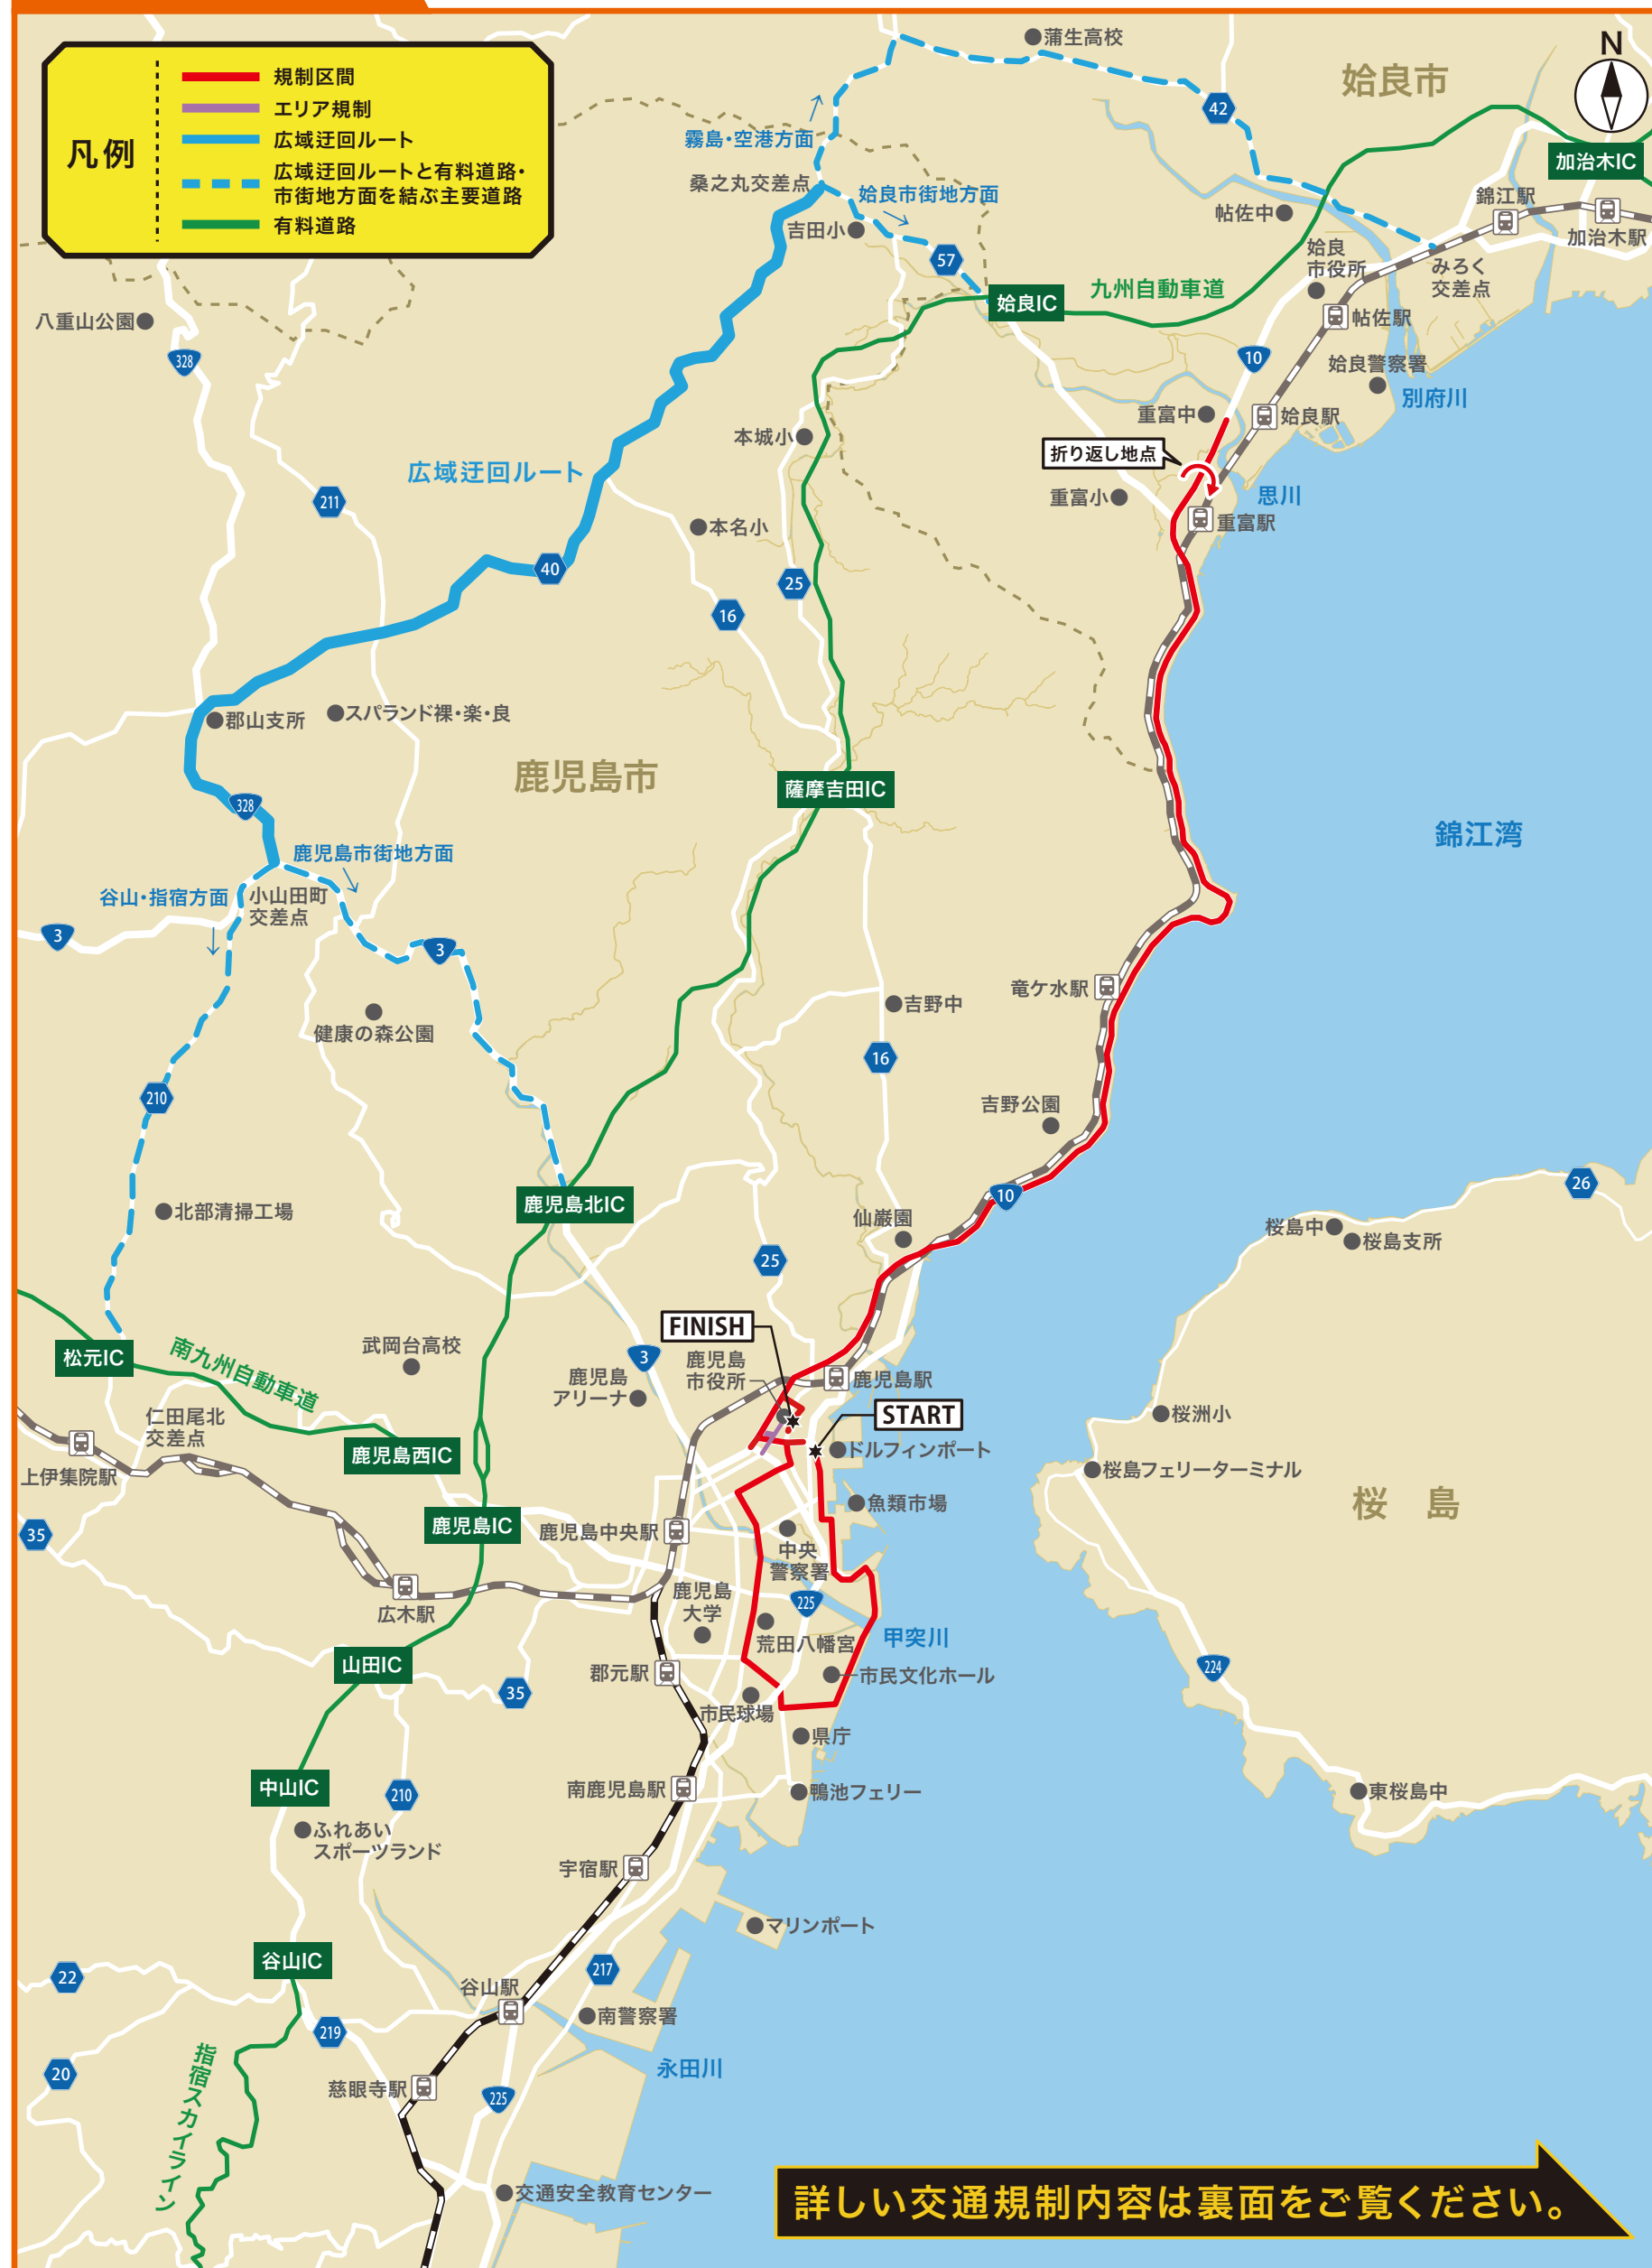 凡例
規制区間
エリア規制
広域迂回ルート
広域迂回ルートと有料道路・
市街地方面を結ぶ主要道路
有料道路
N
蒲生高校
姶良市
42
加治木IC
霧島・空港方面
桑之丸交差点
姶良市街地方面
吉田小
帖佐中
錦江駅
加治木駅
57
姶良
市役所
みろく
交差点
九州自動車道
姶良IC
八重山公園
帖佐駅
328
10
姶良警察署
別府川
重富中
姶良駅
本城小
折り返し地点
広域迂回ルート
211
重富小
思川
本名小
重富駅
40
25
16
郡山支所
スパランド裸・楽・良
鹿児島市
薩摩吉田IC
328
錦江湾
鹿児島市街地方面
谷山・指宿方面
小山田町
交差点
3
3
竜ケ水駅
吉野中
健康の森公園
16
210
吉野公園
26
鹿児島北IC
10
北部清掃工場
仙巌園
桜島中
桜島支所
25
FINISH
松元IC
南九州自動車道
武岡台高校
3
鹿児島
市役所
鹿児島駅
鹿児島
アリーナ
START
仁田尾北
交差点
桜洲小
鹿児島西IC
ドルフィンポート
上伊集院駅
桜島フェリーターミナル
魚類市場
桜 島
鹿児島IC
35
鹿児島中央駅
中央
警察署
広木駅
鹿児島
大学
225
荒田八幡宮
甲突川
山田IC
郡元駅
市民文化ホール
224
35
市民球場
県庁
中山IC
210
南鹿児島駅
鴨池フェリー
東桜島中
ふれあい
スポーツランド
宇宿駅
マリンポート
谷山IC
22
217
谷山駅
南警察署
219
永田川
20
指宿スカイライン
慈眼寺駅
225
交通安全教育センター
詳しい交通規制内容は裏面をご覧ください。